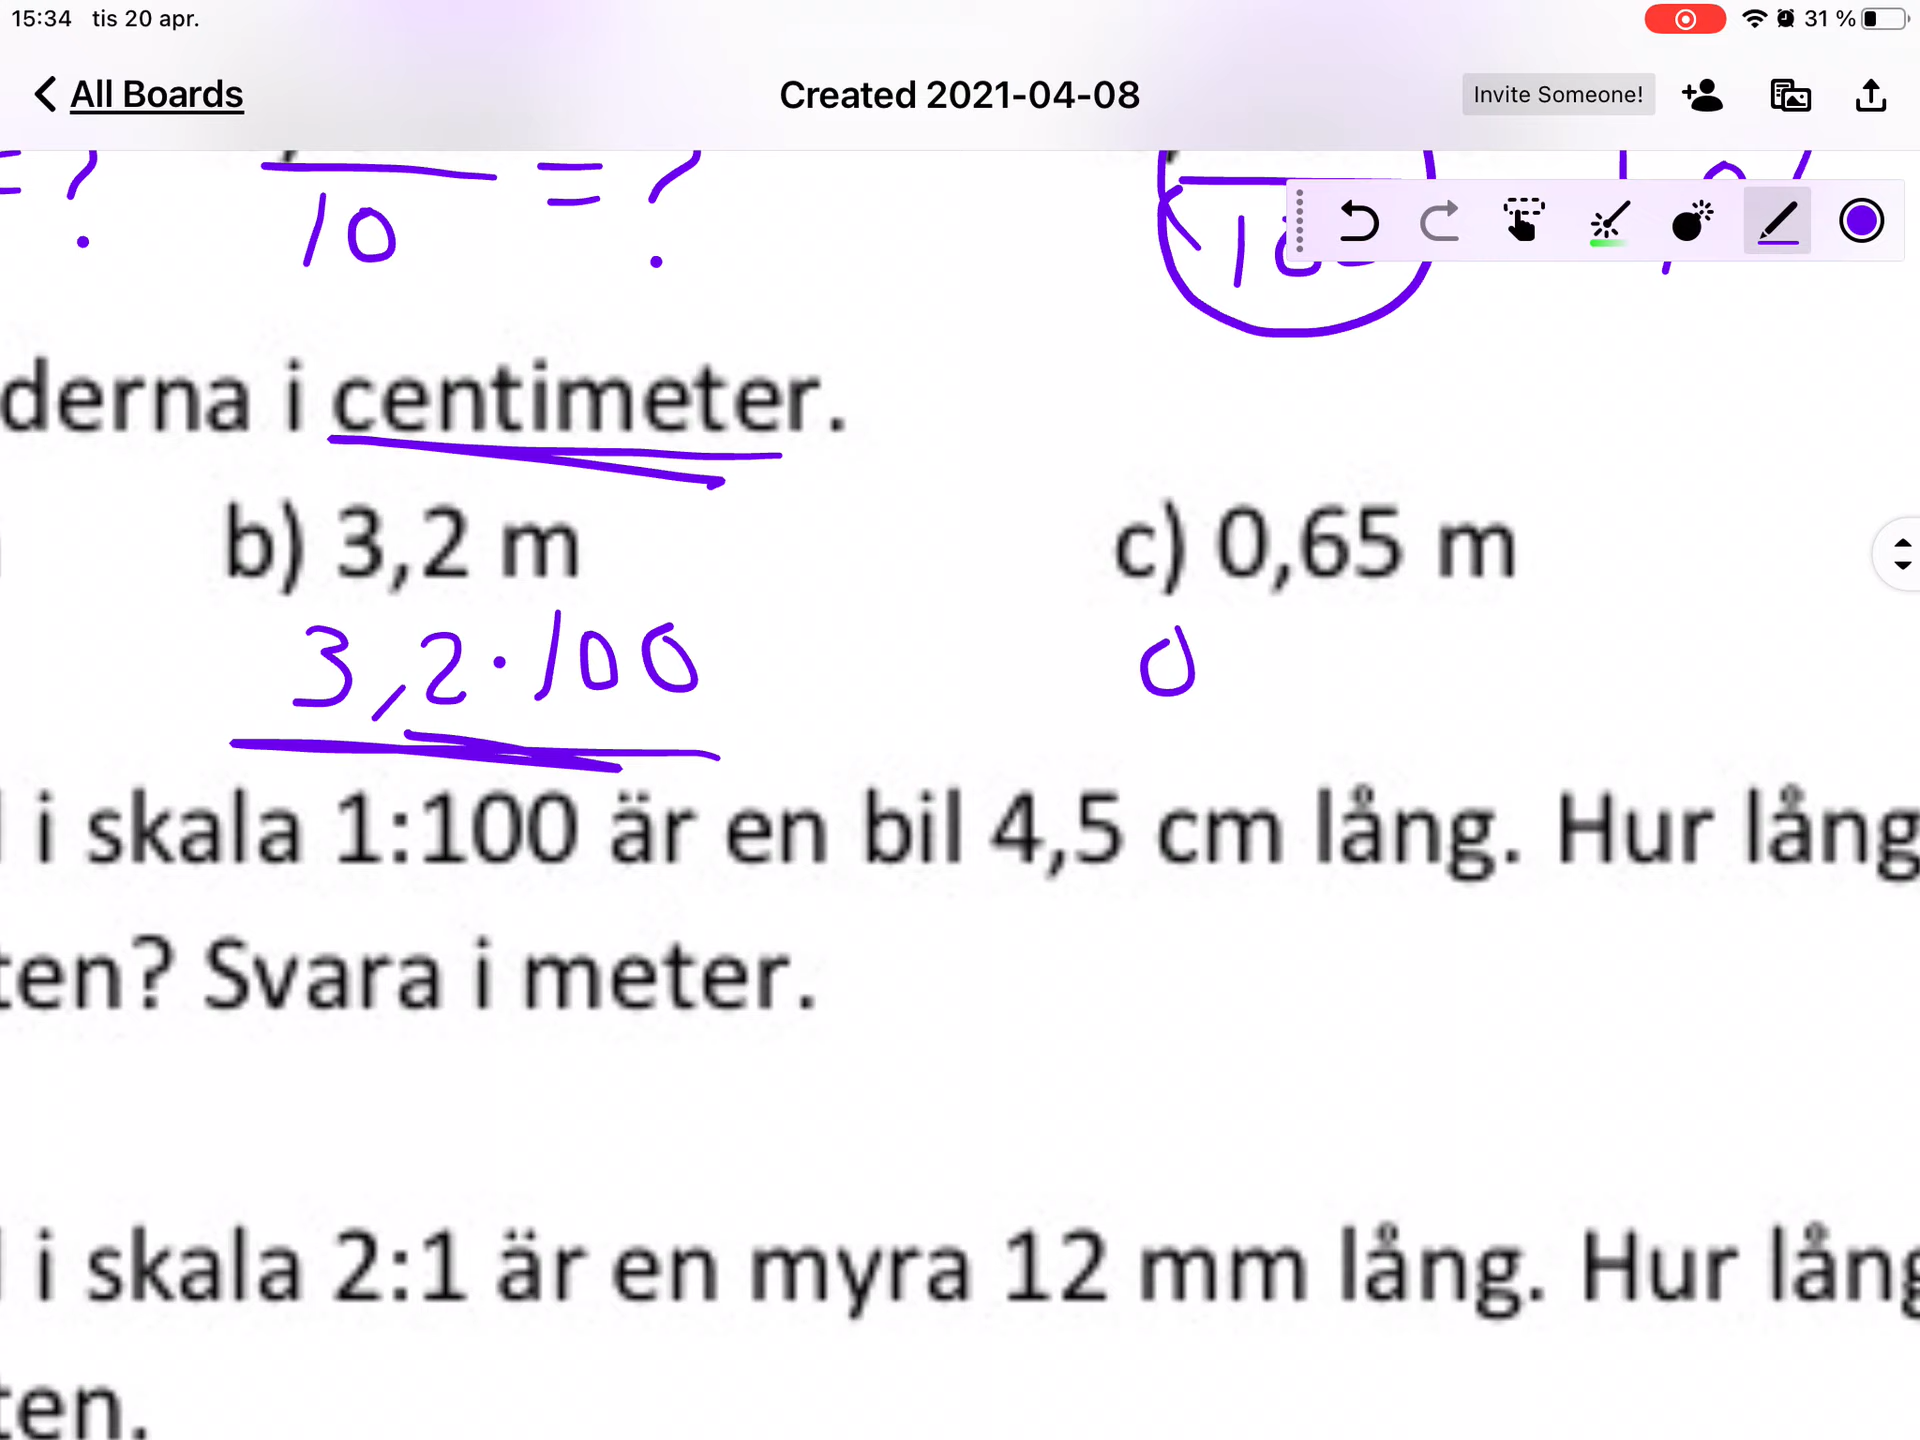 15:34 tis 20 apr. 31 %
All Boards Created 2021-04-08 Invite Someone!
= ? 10 = ?
derna i centimeter.
b) 3,2 m c) 0,65 m
3,2·100 0
i skala 1:100 är en bil 4,5 cm lång. Hur lång
ten? Svara i meter.
i skala 2:1 är en myra 12 mm lång. Hur lång
ten.